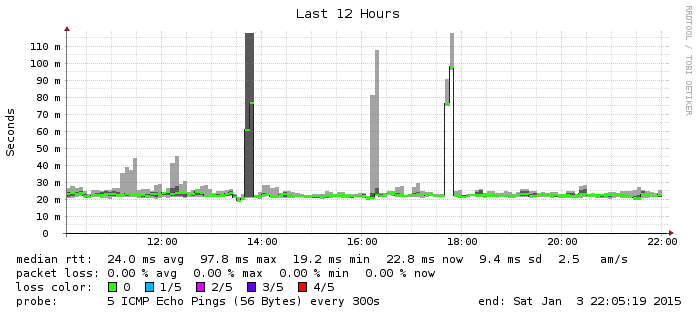 Last 12 Hours
RRDTOOL / TOBI OETIKER
Seconds
110 m
100 m
90 m
80 m
70 m
60 m
50 m
40 m
30 m
20 m
10 m
0
12:00 14:00 16:00 18:00 20:00 22:00
median rtt: 24.0 ms avg 97.8 ms max 19.2 ms min 22.8 ms now 9.4 ms sd 2.5 am/s
packet loss: 0.00 % avg 0.00 % max 0.00 % min 0.00 % now
loss color: 0 1/5 2/5 3/5 4/5
probe: 5 ICMP Echo Pings (56 Bytes) every 300s end: Sat Jan 3 22:05:19 2015